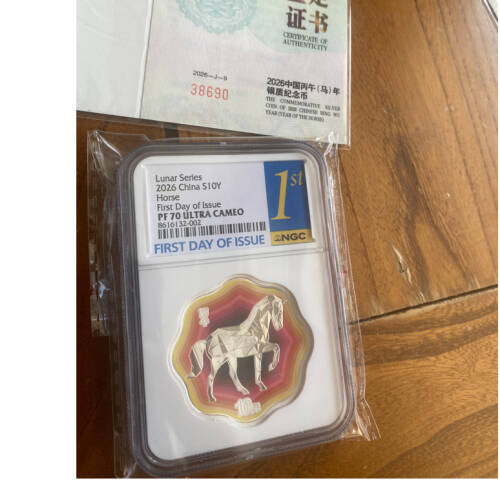 证书
CERTIFICATE OF
AUTHENTICITY
2026-J-9
38690
2026中国丙午(马)年
银质纪念币
THE COMMEMORATIVE SILVER
COIN OF 2026 CHINESE BING WU
YEAR (YEAR OF THE HORSE)
Lunar Series
2026 China S10Y
Horse
First Day of Issue
PF 70 ULTRA CAMEO
8616132-002
1st
FIRST DAY OF ISSUE
NGC
10